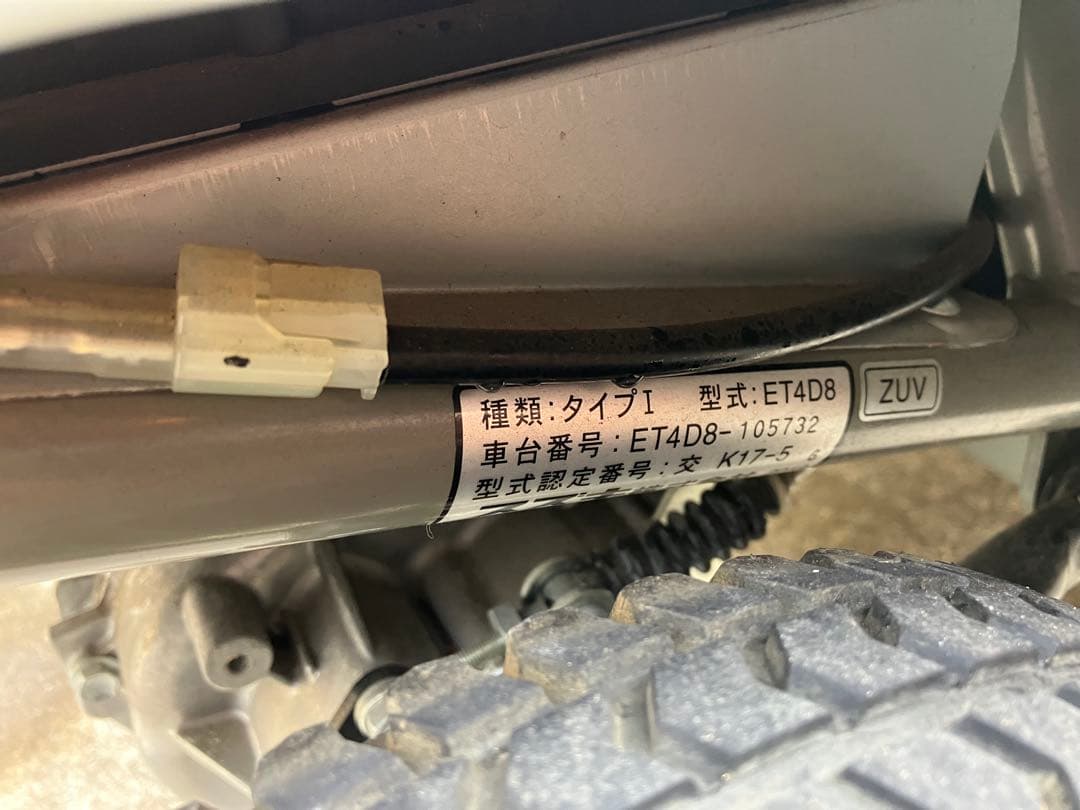 種類:タイプI 型式:ET4D8
車台番号:ET4D8-105732
型式認定番号:交 K17-5 6
ZUV